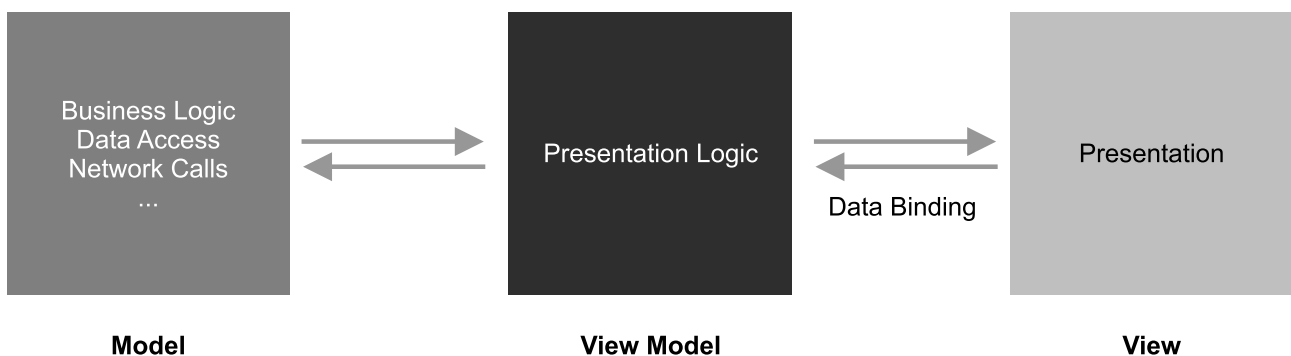 Business Logic
Data Access
Network Calls
...
Presentation Logic
Presentation
Data Binding
Model
View Model
View